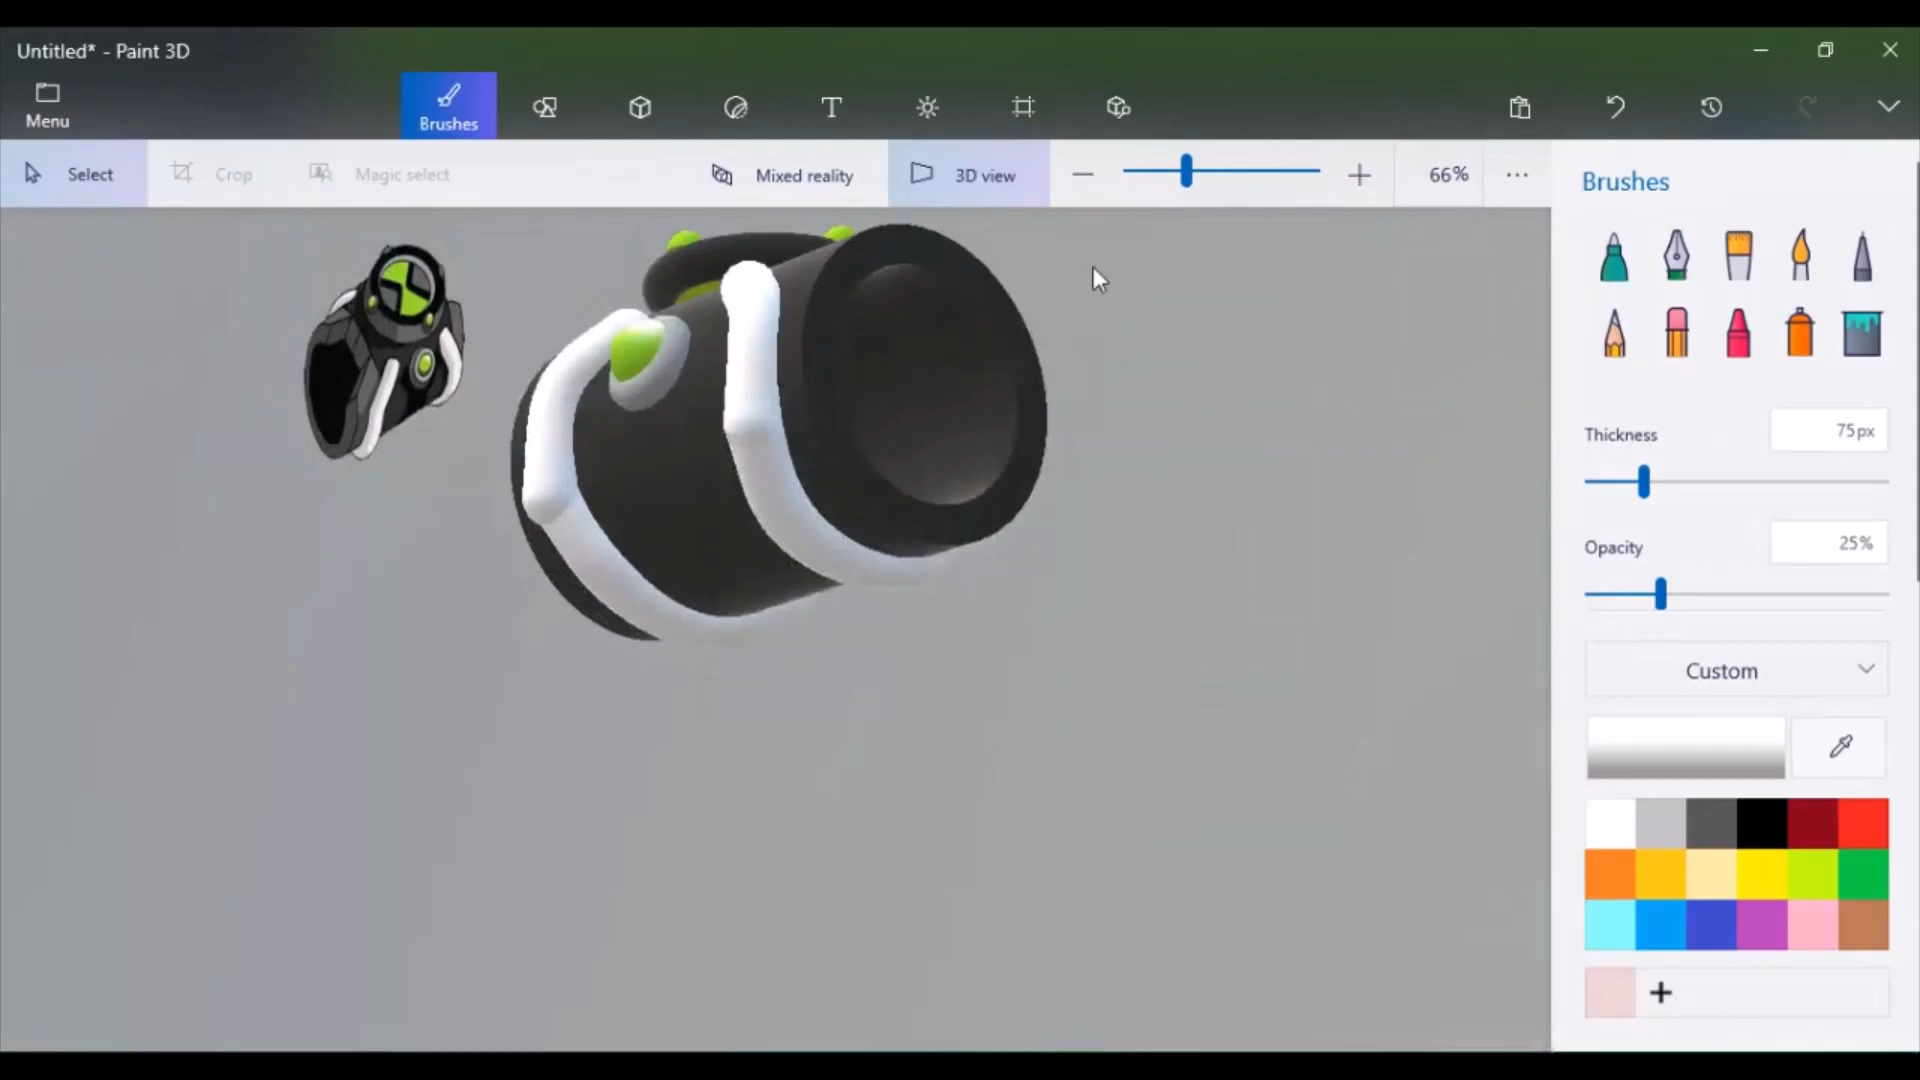 Untitled* - Paint 3D
Menu
Brushes
Select
Crop
Magic select
Mixed reality
3D view
66%
Brushes
Thickness
75px
Opacity
25%
Custom